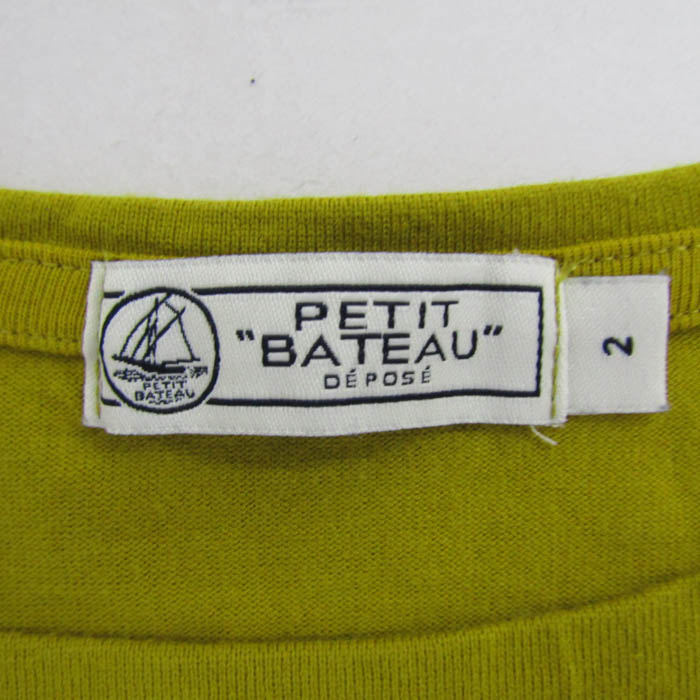 PETIT
"BATEAU"
DÉPOSÉ
PETIT
BATEAU
2